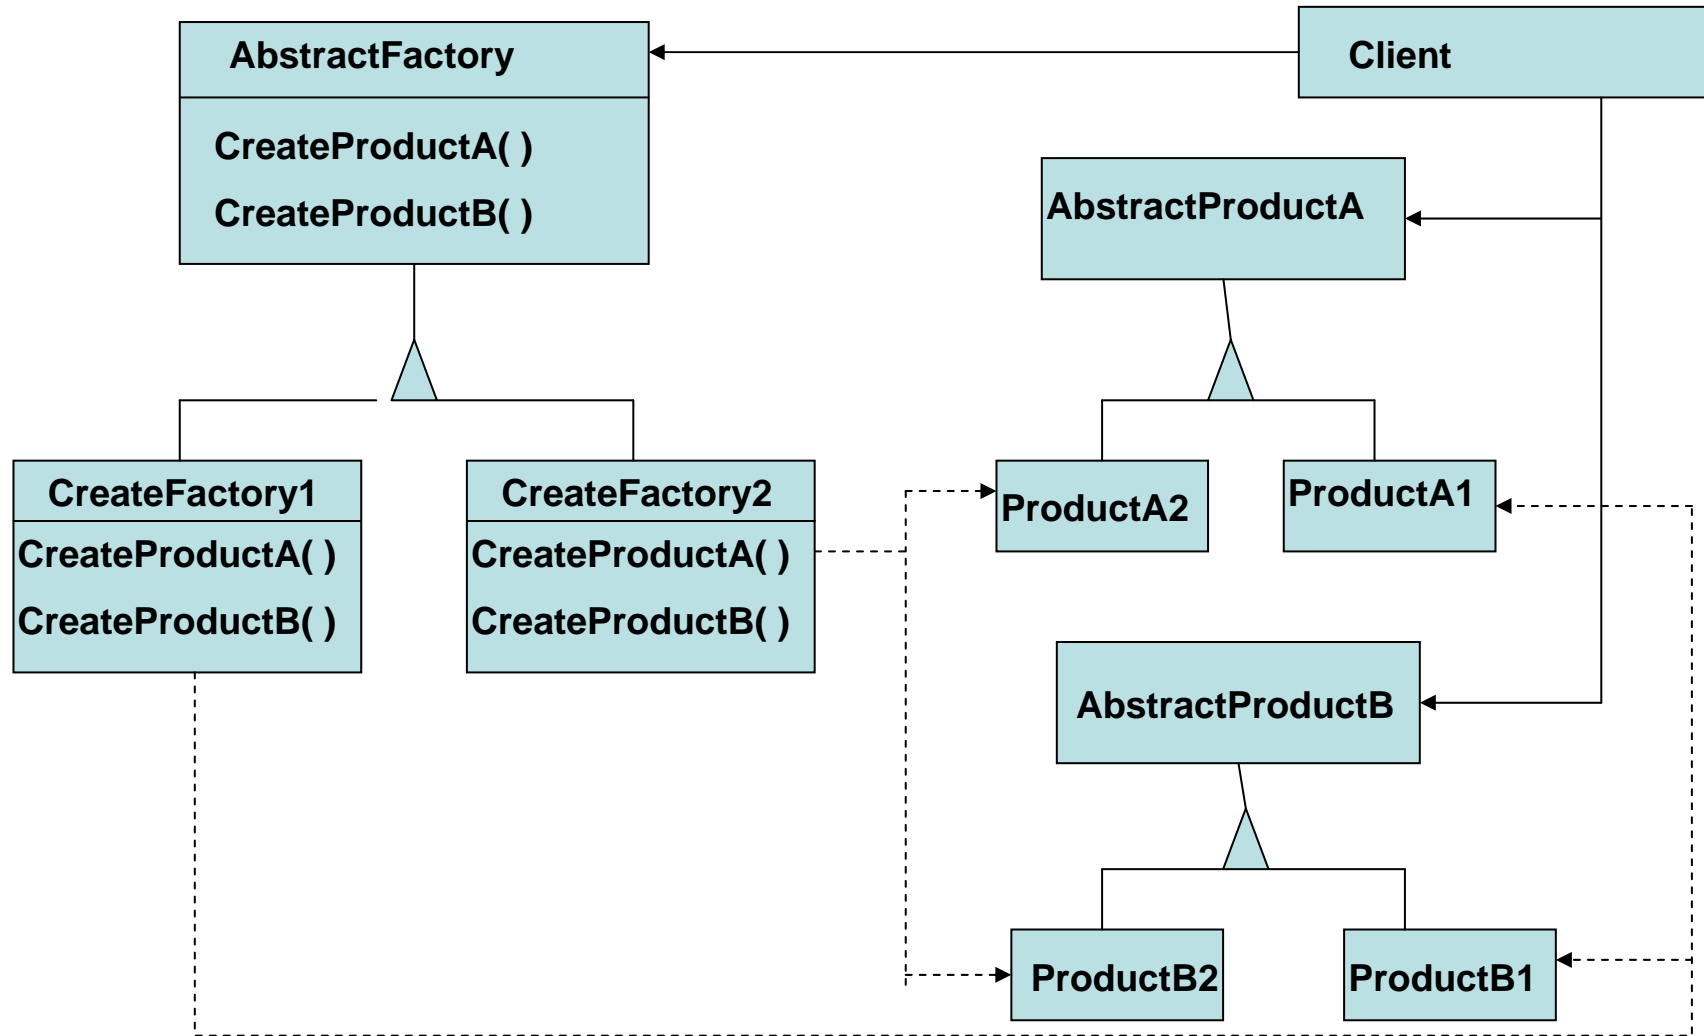 AbstractFactory
CreateProductA( )
CreateProductB( )
Client
AbstractProductA
CreateFactory1
CreateProductA( )
CreateProductB( )
CreateFactory2
CreateProductA( )
CreateProductB( )
ProductA2
ProductA1
AbstractProductB
ProductB2
ProductB1